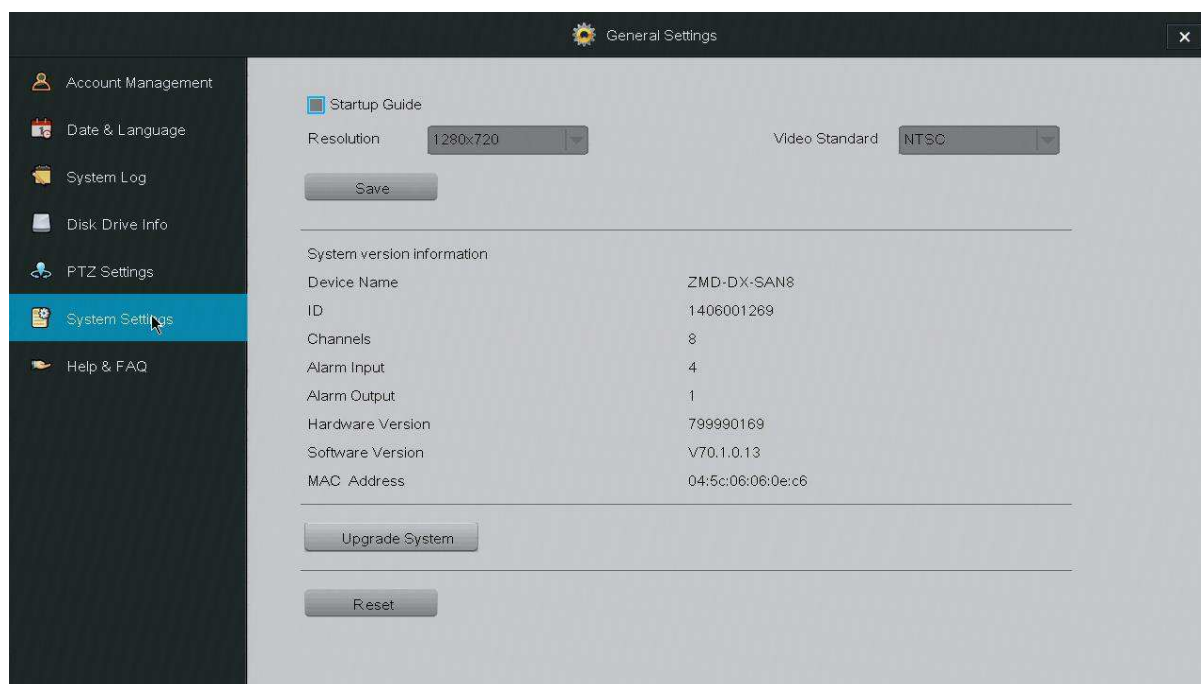 General Settings
Account Management
Date & Language
System Log
Disk Drive Info
PTZ Settings
System Settings
Help & FAQ
Startup Guide
Resolution 1280x720 Video Standard NTSC
Save
System version information
Device Name ZMD-DX-SAN8
ID 1406001269
Channels 8
Alarm Input 4
Alarm Output 1
Hardware Version 799990169
Software Version V70.1.0.13
MAC Address 04:5c:06:06:0e:c6
Upgrade System
Reset